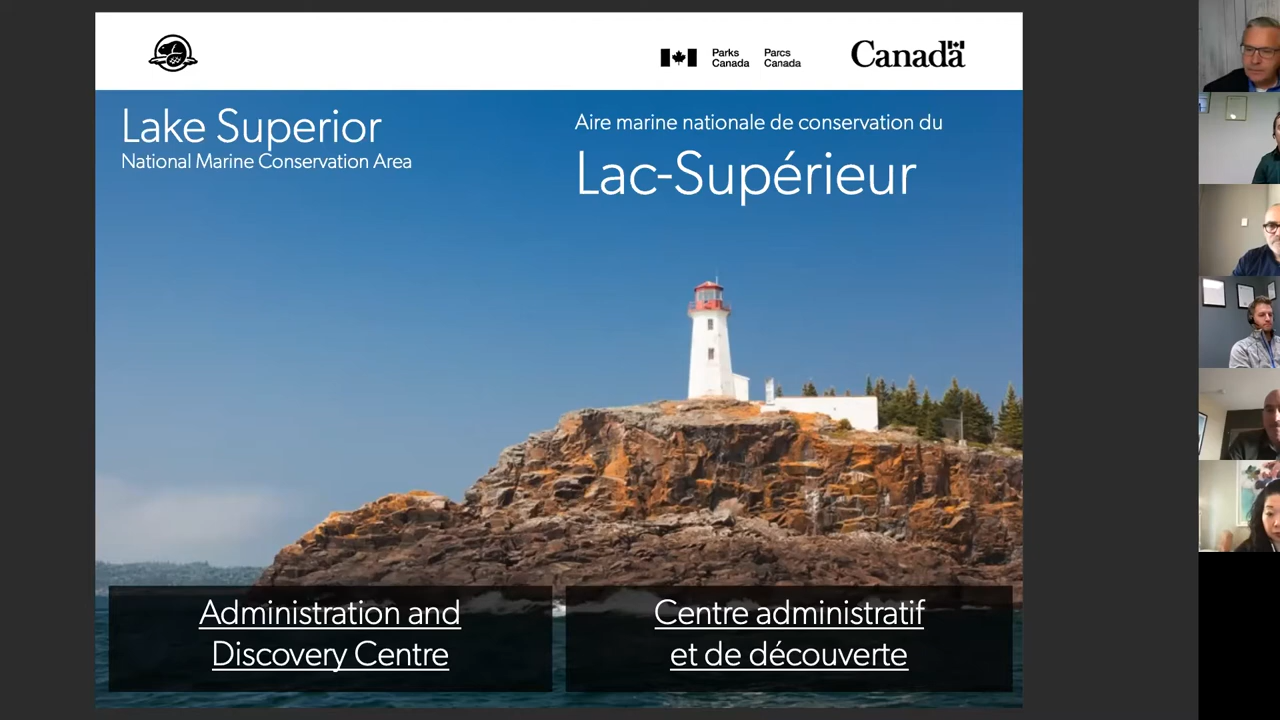 Parks
Canada
Parcs
Canada
Canada
Lake Superior
National Marine Conservation Area
Aire marine nationale de conservation du
Lac-Supérieur
Administration and
Discovery Centre
Centre administratif
et de découverte